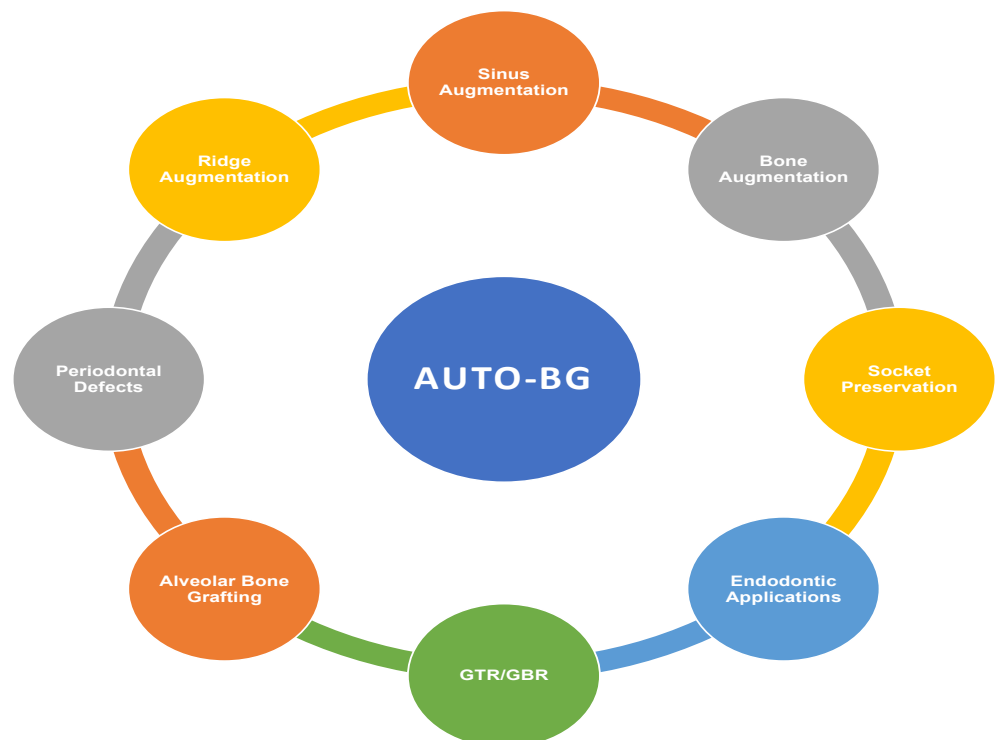 Sinus
Augmentation
Bone
Augmentation
Socket
Preservation
Endodontic
Applications
GTR/GBR
Alveolar Bone
Grafting
Periodontal
Defects
Ridge
Augmentation
AUTO-BG